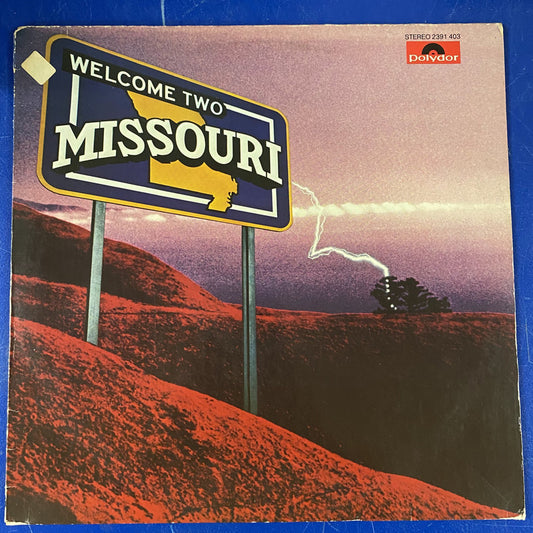 STEREO 2391 403
polydor
WELCOME TWO
MISSOURI